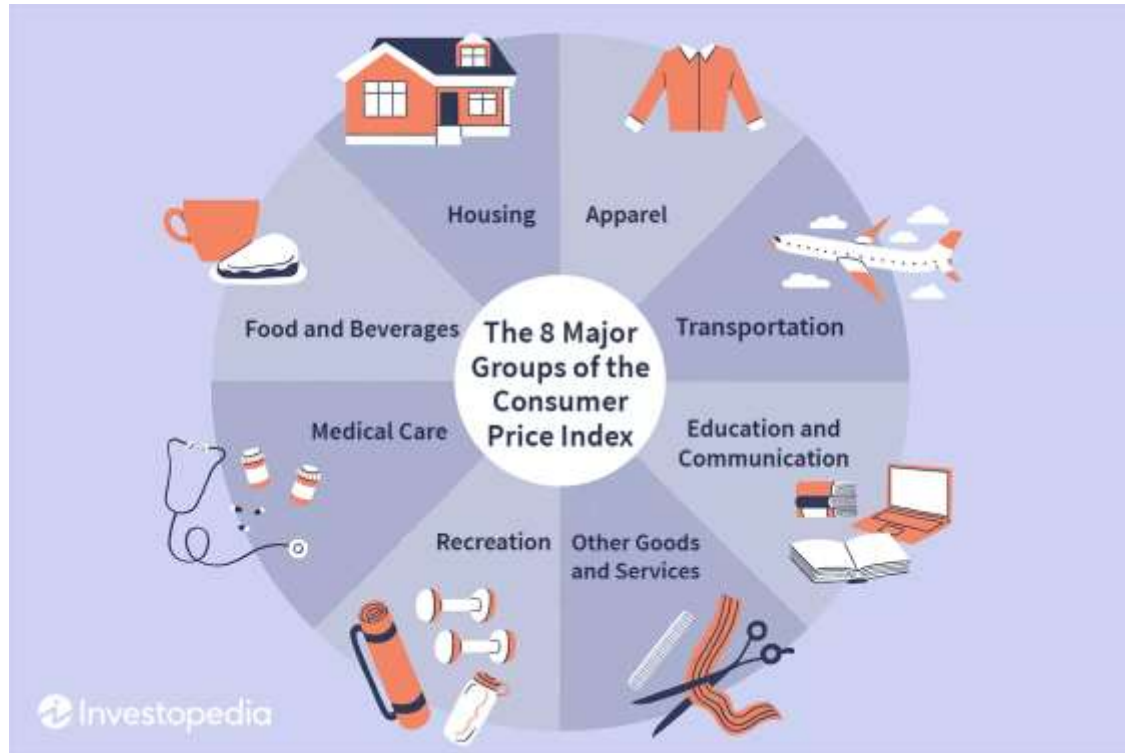 Housing
Apparel
Food and Beverages
Transportation
The 8 Major
Groups of the
Consumer
Price Index
Medical Care
Education and
Communication
Recreation
Other Goods
and Services
Investopedia